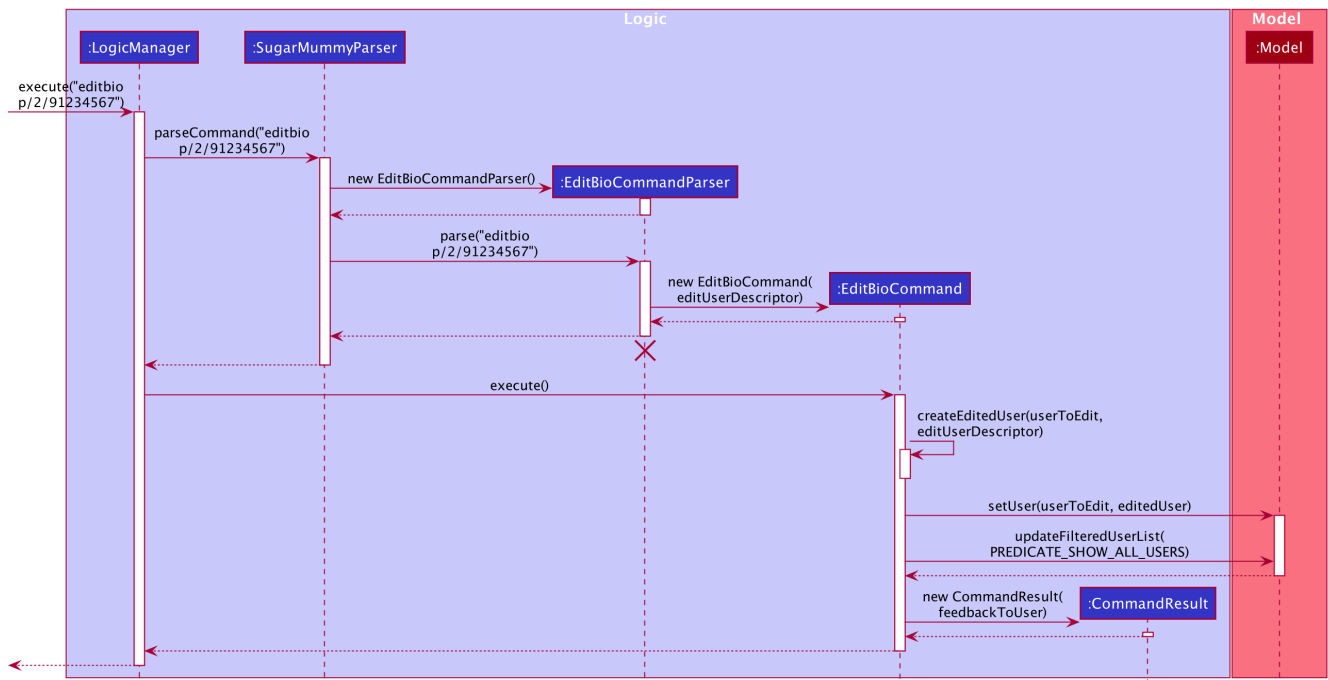 Logic
Model
:LogicManager
:SugarMummyParser
:Model
execute("editbio
p/2/91234567")
parseCommand("editbio
p/2/91234567")
new EditBioCommandParser()
:EditBioCommandParser
parse("editbio
p/2/91234567")
new EditBioCommand(
editUserDescriptor)
:EditBioCommand
execute()
createEditedUser(userToEdit,
editUserDescriptor)
setUser(userToEdit, editedUser)
updateFilteredUserList(
PREDICATE_SHOW_ALL_USERS)
new CommandResult(
feedbackToUser)
:CommandResult